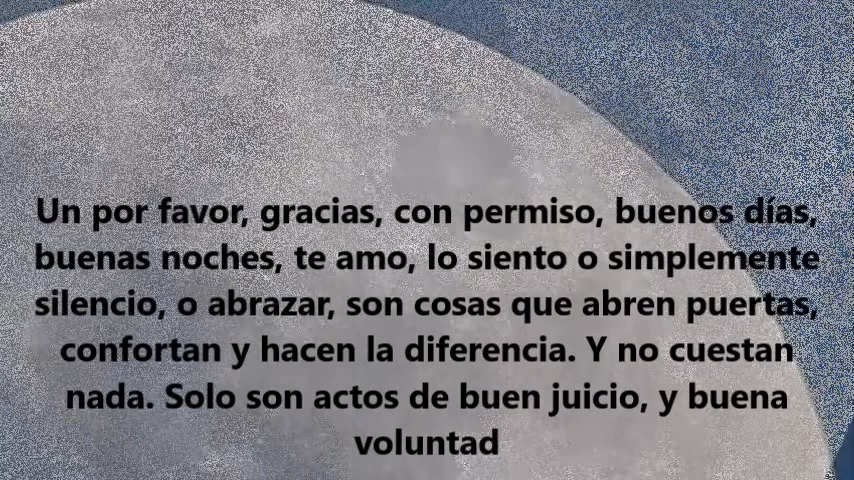 Un por favor, gracias, con permiso, buenos días,
buenas noches, te amo, lo siento o simplemente
silencio, o abrazar, son cosas que abren puertas,
confortan y hacen la diferencia. Y no cuestan
nada. Solo son actos de buen juicio, y buena
voluntad